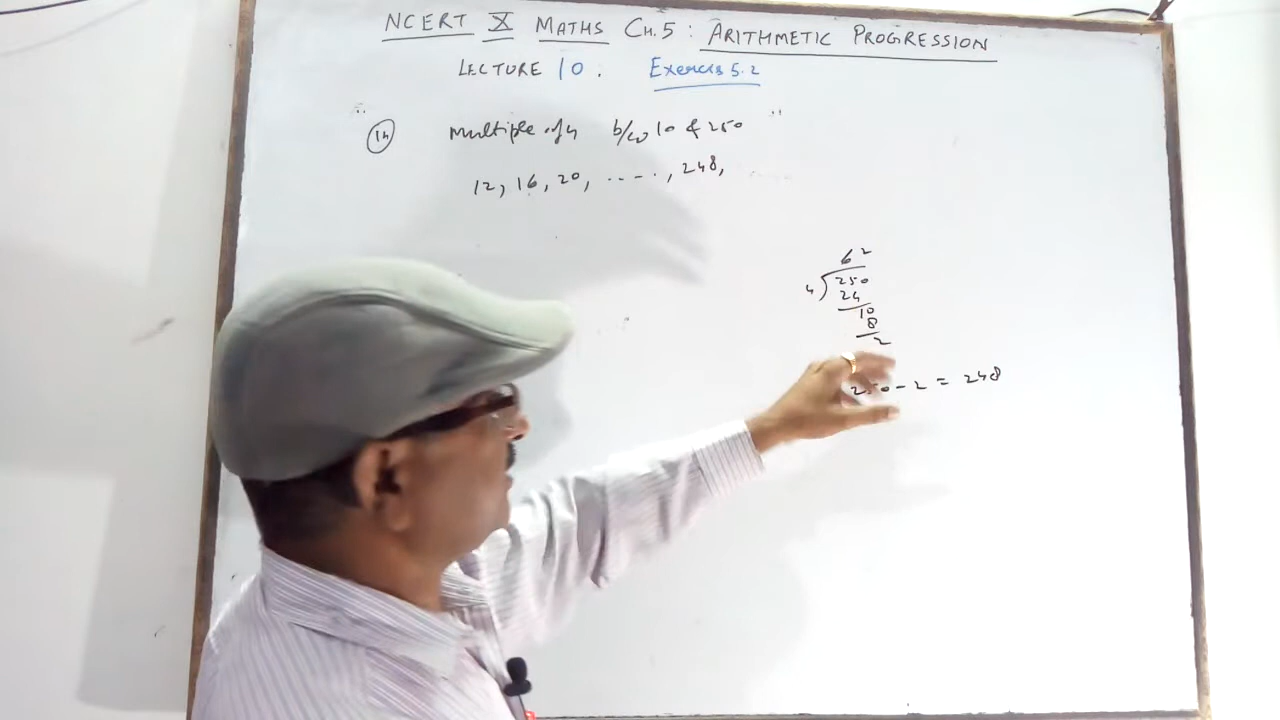 NCERT X MATHS Ch.5 : ARITHMETIC PROGRESSION
LECTURE 10. Exercis 5.2
14 Multiple of 4 b/w 10 & 250
12, 16, 20, ....., 248,
62
4) 250
24
10
8
2
250 - 2 = 248